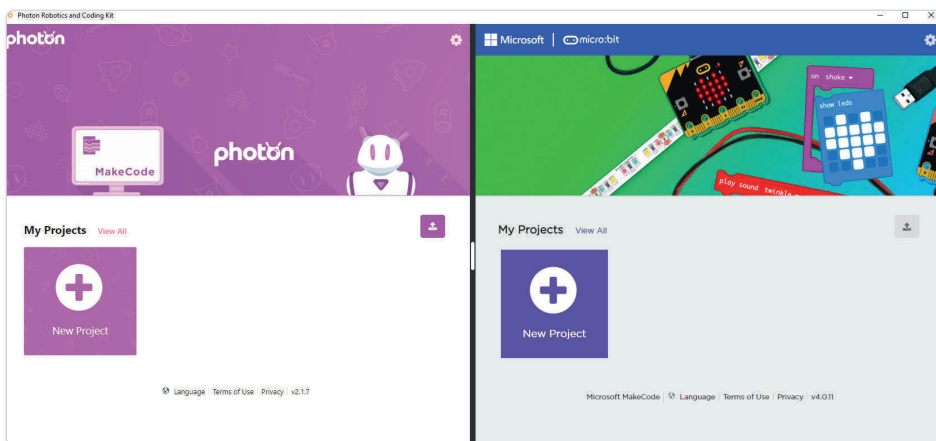 Photon Robotics and Coding Kit
photon
MakeCode
photon
My Projects View All
New Project
Language Terms of Use Privacy v2.1.7
Microsoft micro:bit
on shake
show leds
play sound twinkle
My Projects View All
New Project
Microsoft MakeCode Language Terms of Use Privacy v4.0.11